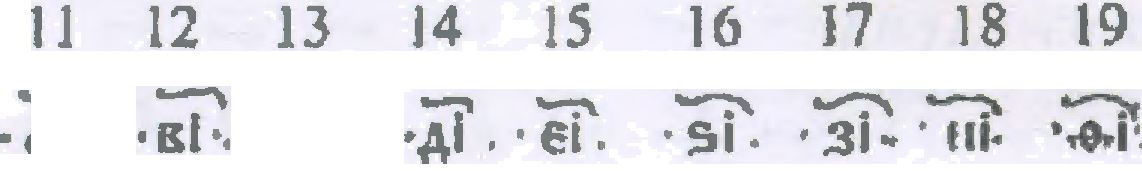 11 12 13 14 15 16 17 18 19
·в҃і· ·д҃і· ·є҃і· ·ѕ҃і· ·з҃і· ·и҃і· ·ѳ҃і·